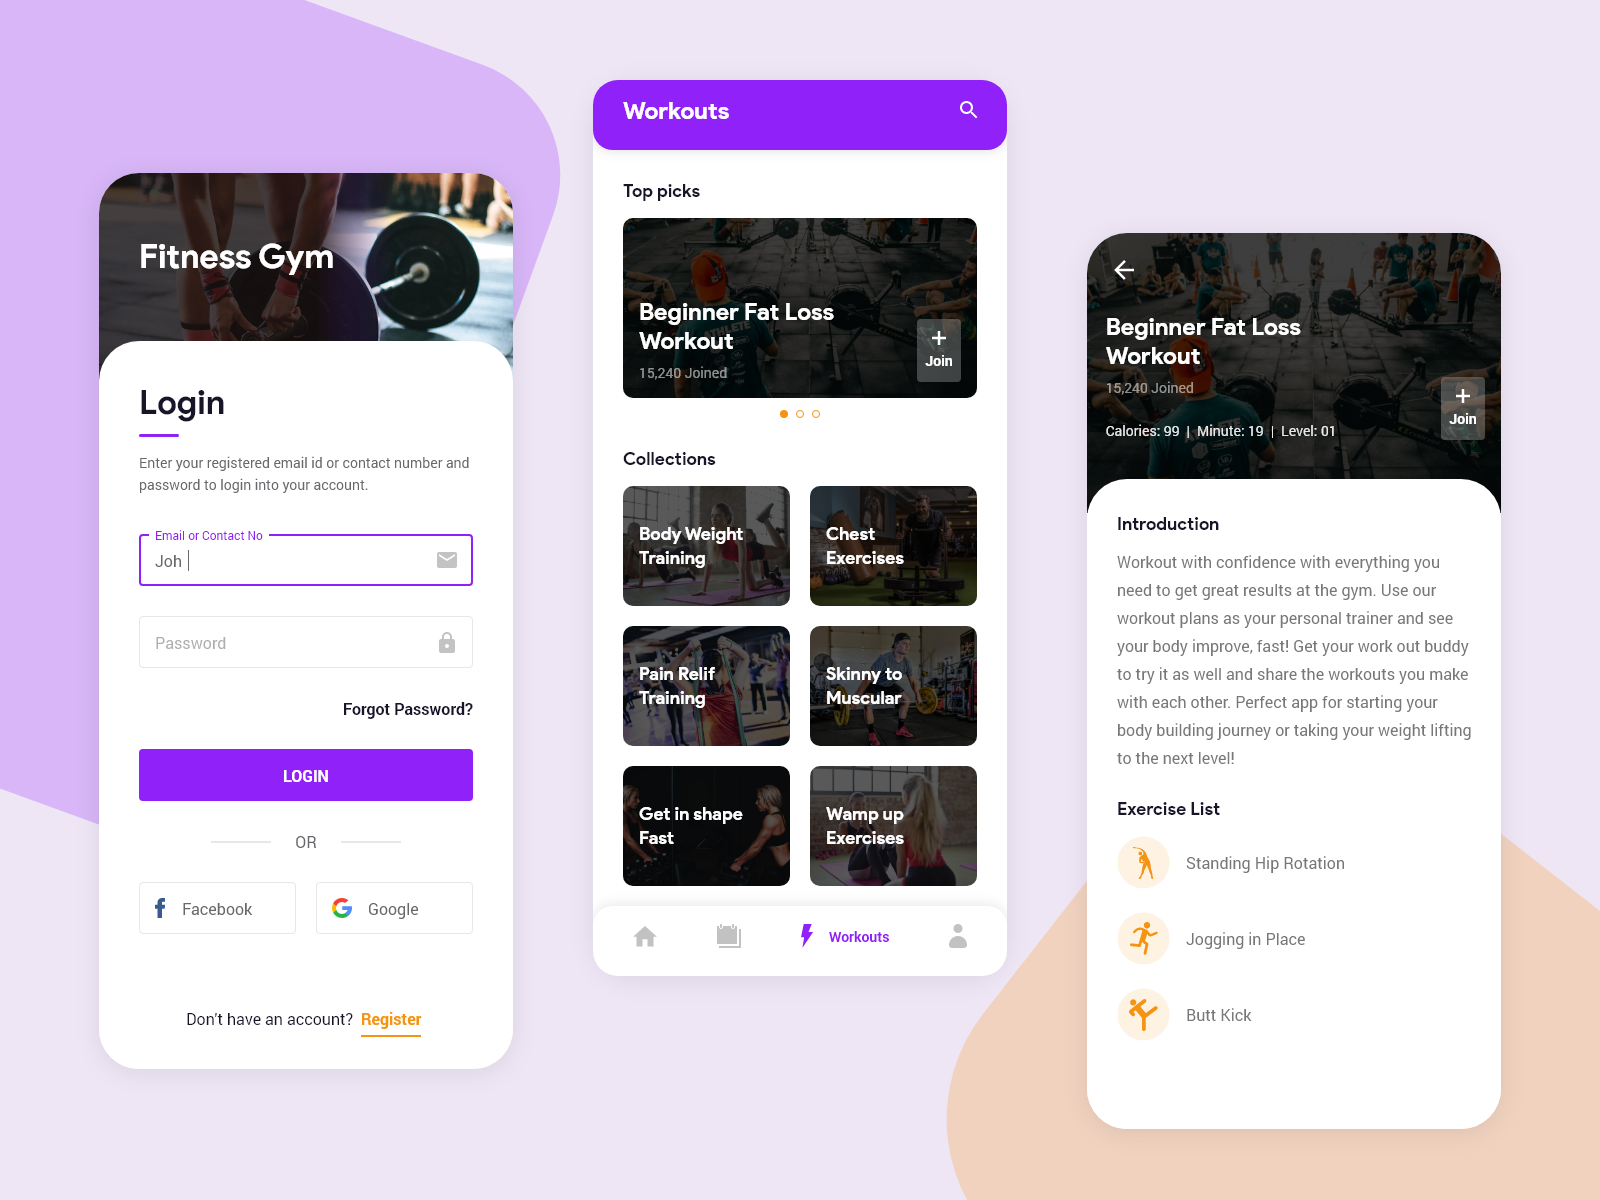 Fitness Gym
Login
Enter your registered email id or contact number and
password to login into your account.
Email or Contact No
Joh
Password
Forgot Password?
LOGIN
OR
Facebook
Google
Don't have an account? Register
Workouts
Top picks
ATHLETE
Beginner Fat Loss
Workout
15,240 Joined
Join
Collections
Body Weight
Training
Chest
Exercises
Pain Relif
Training
Skinny to
Muscular
Get in shape
Fast
Wamp up
Exercises
Workouts
Beginner Fat Loss
Workout
15,240 Joined
Join
Calories: 99 | Minute: 19 | Level: 01
Introduction
Workout with confidence with everything you
need to get great results at the gym. Use our
workout plans as your personal trainer and see
your body improve, fast! Get your work out buddy
to try it as well and share the workouts you make
with each other. Perfect app for starting your
body building journey or taking your weight lifting
to the next level!
Exercise List
Standing Hip Rotation
Jogging in Place
Butt Kick